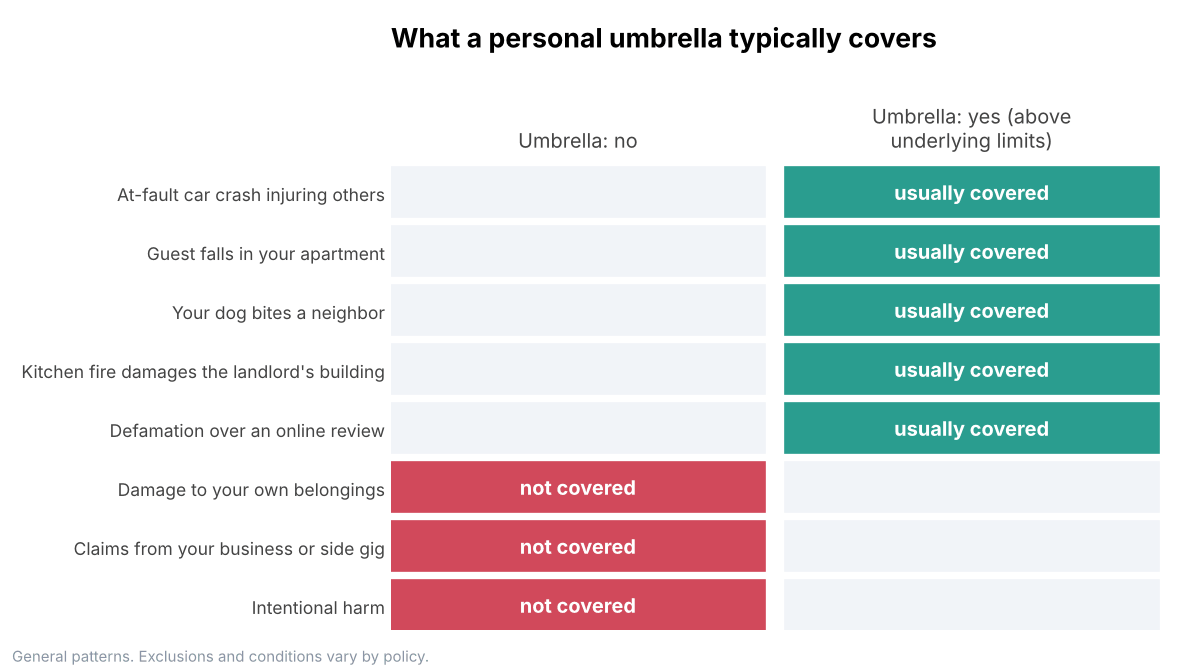 What a personal umbrella typically covers
Umbrella: no
Umbrella: yes (above
underlying limits)
At-fault car crash injuring others
usually covered
Guest falls in your apartment
usually covered
Your dog bites a neighbor
usually covered
Kitchen fire damages the landlord's building
usually covered
Defamation over an online review
usually covered
Damage to your own belongings
not covered
Claims from your business or side gig
not covered
Intentional harm
not covered
General patterns. Exclusions and conditions vary by policy.